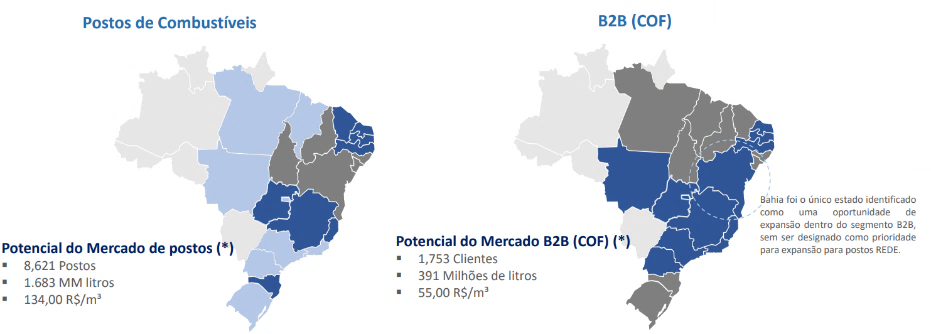 Postos de Combustíveis
B2B (COF)
Potencial do Mercado de postos (*)
▪ 8,621 Postos
▪ 1.683 MM litros
▪ 134,00 R$/m³
Potencial do Mercado B2B (COF) (*)
▪ 1,753 Clientes
▪ 391 Milhões de litros
▪ 55,00 R$/m³
Bahia foi o único estado identificado
como uma oportunidade de
expansão dentro do segmento B2B,
sem ser designado como prioridade
para expansão para postos REDE.